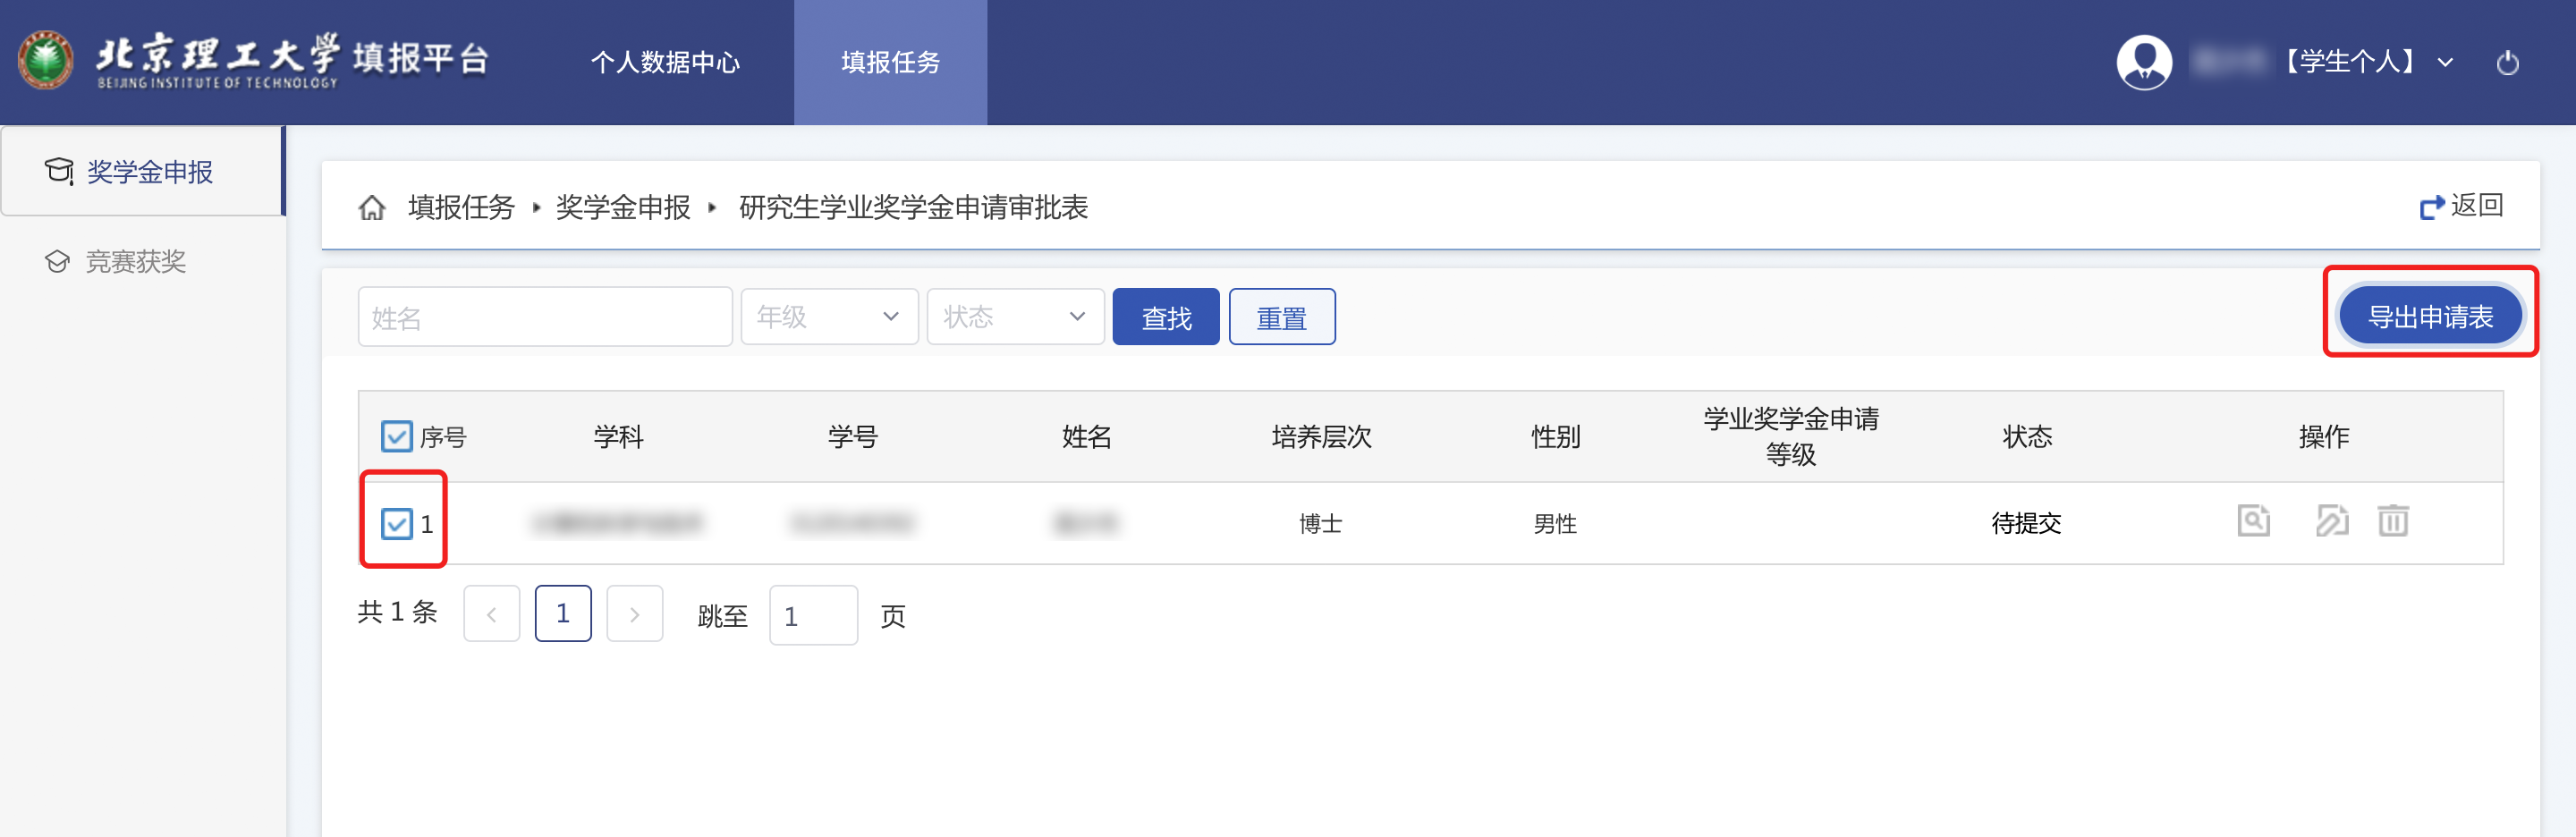 北京理工大学 填报平台
BEIJING INSTITUTE OF TECHNOLOGY
个人数据中心
填报任务
【学生个人】
奖学金申报
竞赛获奖
填报任务 奖学金申报 研究生学业奖学金申请审批表
返回
姓名 年级 状态 查找 重置 导出申请表
序号 学科 学号 姓名 培养层次 性别 学业奖学金申请
等级 状态 操作
1 博士 男性 待提交
共 1 条 1 跳至 1 页